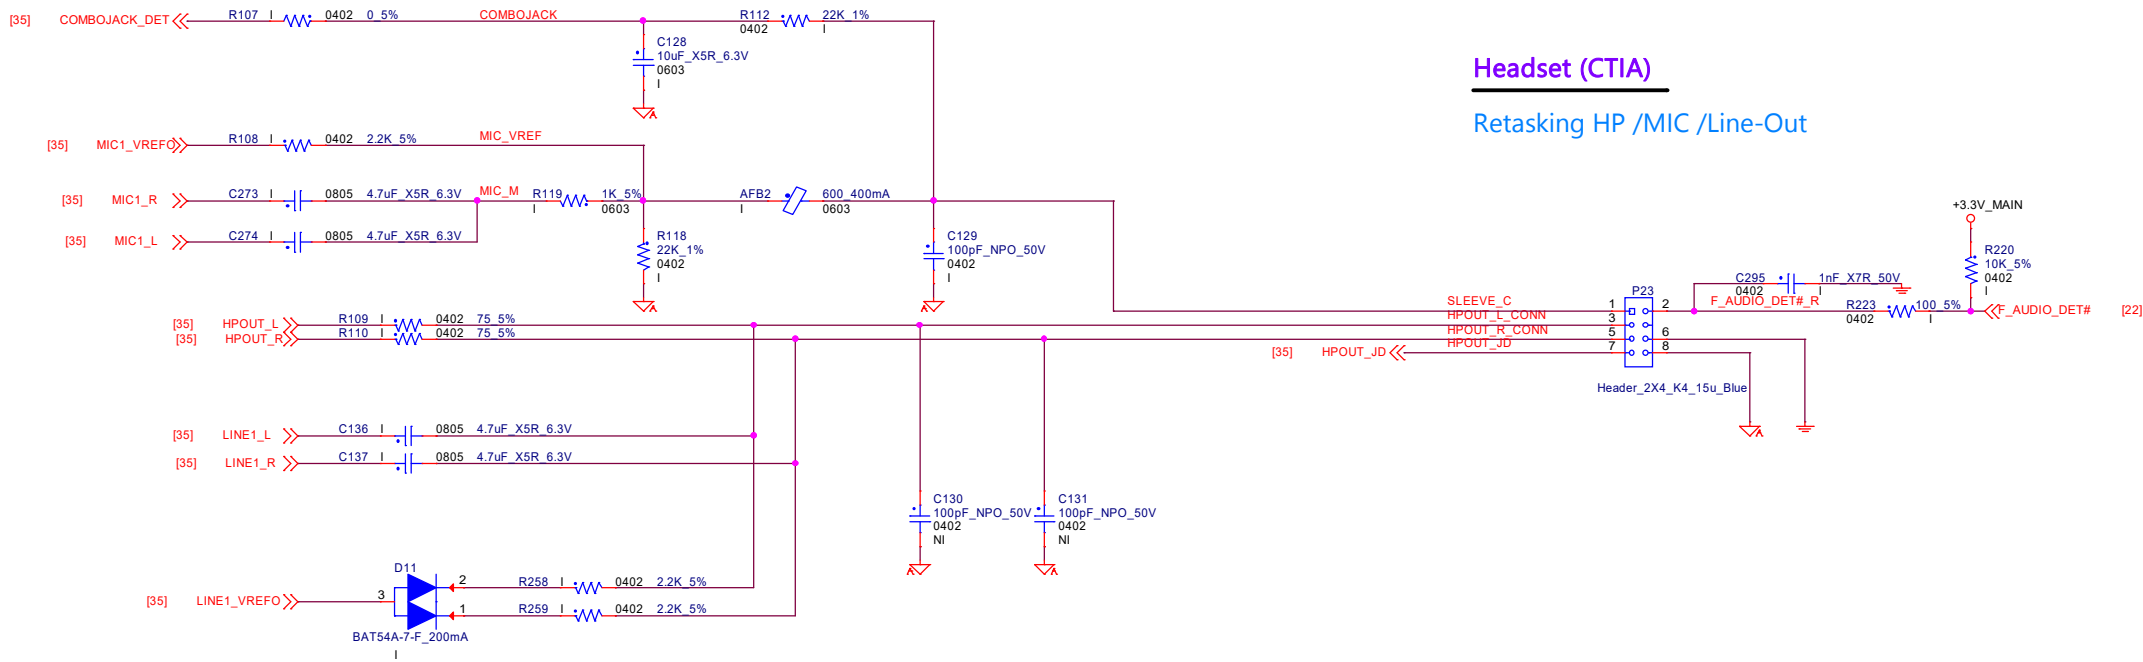 [35] COMBOJACK_DET R107 I 0402 0_5% COMBOJACK R112 22K_1%
0402 I
C128
10uF_X5R_6.3V
0603
I
A
Headset (CTIA)
Retasking HP /MIC /Line-Out
[35] MIC1_VREFO R108 I 0402 2.2K_5% MIC_VREF
[35] MIC1_R C273 I 0805 4.7uF_X5R_6.3V MIC_M R119 1K_5% AFB2 600_400mA
I 0603 I 0603
[35] MIC1_L C274 I 0805 4.7uF_X5R_6.3V
R118
22K_1%
0402
I
A
C129
100pF_NPO_50V
0402
I
A
+3.3V_MAIN
R220
10K_5%
0402
I
C295 1nF_X7R_50V
0402 I
F_AUDIO_DET#_R R223 100_5% F_AUDIO_DET# [22]
0402 I
P23
SLEEVE_C 1 2
[35] HPOUT_L R109 I 0402 75_5% HPOUT_L_CONN 3
[35] HPOUT_R R110 I 0402 75_5% HPOUT_R_CONN 5 6
[35] HPOUT_JD HPOUT_JD 7 8
Header_2X4_K4_15u_Blue
A
[35] LINE1_L C136 I 0805 4.7uF_X5R_6.3V
[35] LINE1_R C137 I 0805 4.7uF_X5R_6.3V
C130
100pF_NPO_50V
0402
NI
A
C131
100pF_NPO_50V
0402
NI
A
D11
2 R258 I 0402 2.2K_5%
[35] LINE1_VREFO 3
1 R259 I 0402 2.2K_5%
BAT54A-7-F_200mA
I